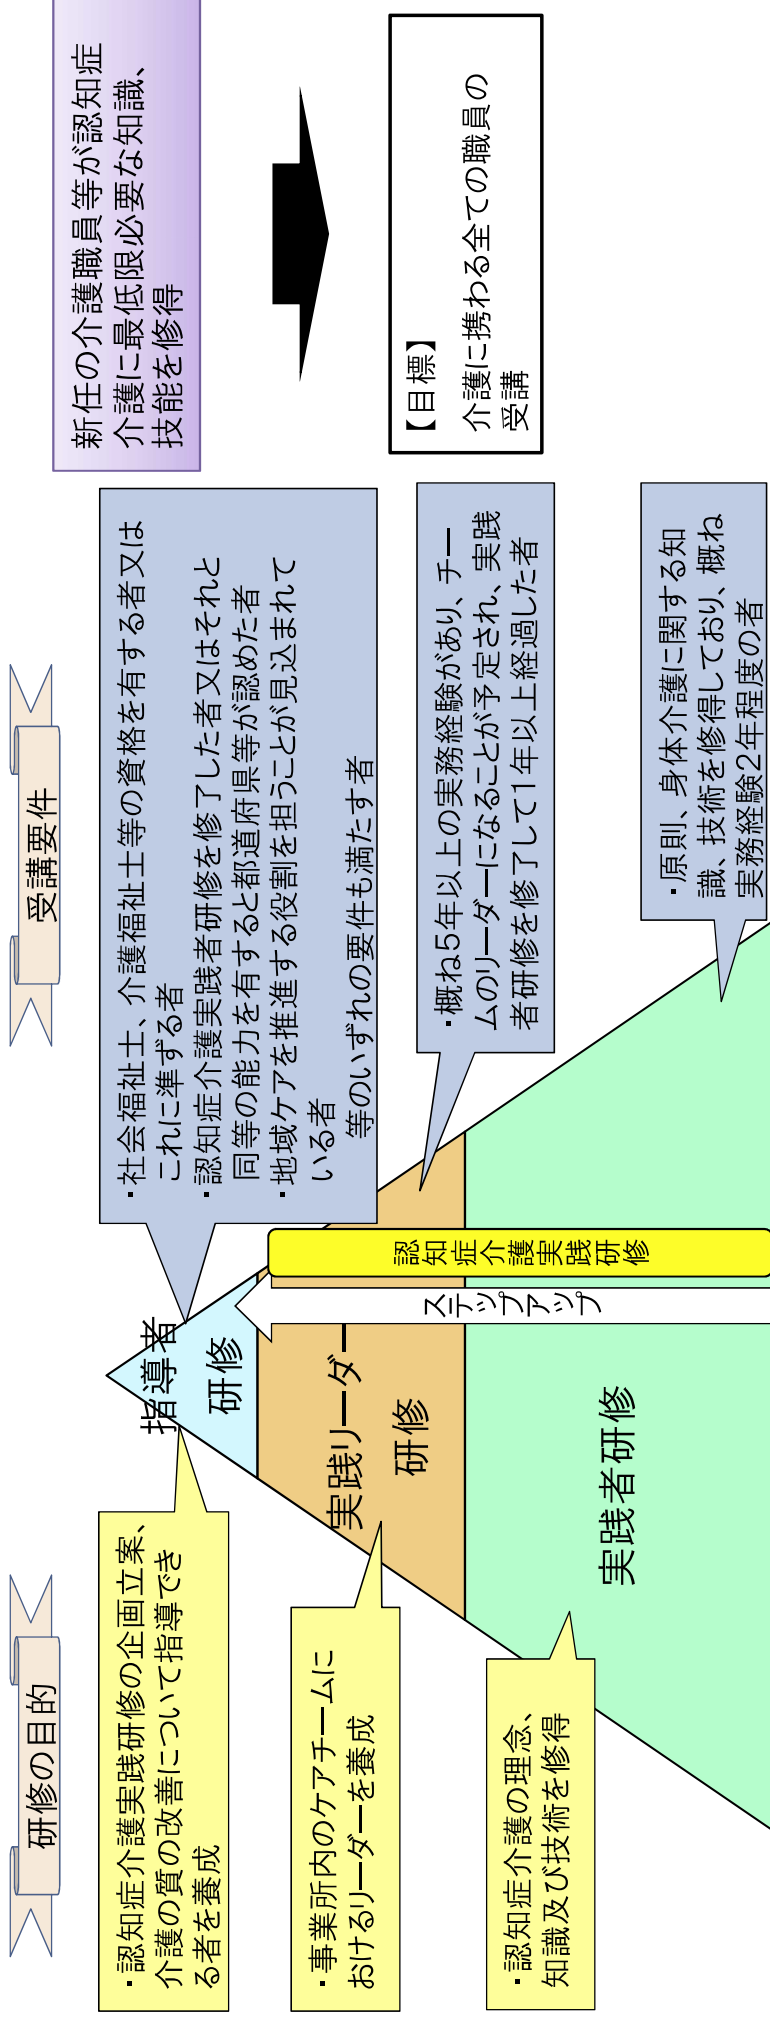 研修の目的
受講要件
・認知症介護実践研修の企画立案、
介護の質の改善について指導でき
る者を養成
・事業所内のケアチームに
おけるリーダーを養成
・認知症介護の理念、
知識及び技術を修得
指導者
研修
実践リーダー
研修
実践者研修
ステップアップ
認知症介護実践研修
・社会福祉士、介護福祉士等の資格を有する者又は
これに準ずる者
・認知症介護実践者研修を修了した者又はそれと
同等の能力を有すると都道府県等が認めた者
・地域ケアを推進する役割を担うことが見込まれて
いる者
等のいずれの要件も満たす者
・概ね5年以上の実務経験があり、チー
ムのリーダーになることが予定され、実践
者研修を修了して1年以上経過した者
・原則、身体介護に関する知
識、技術を修得しており、概ね
実務経験2年程度の者
新任の介護職員等が認知症
介護に最低限必要な知識、
技能を修得
【目標】
介護に携わる全ての職員の
受講